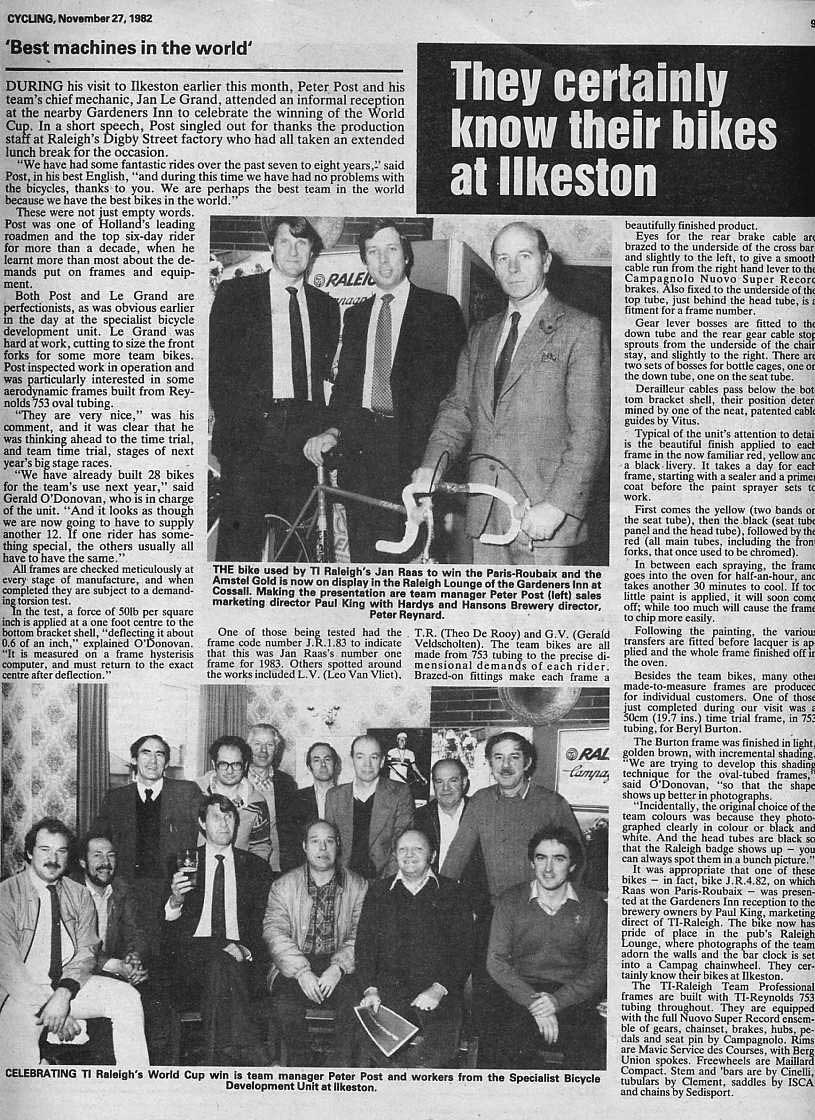 CYCLING, November 27, 1982
9
'Best machines in the world'
They certainly
know their bikes
at Ilkeston
DURING his visit to Ilkeston earlier this month, Peter Post and his
team's chief mechanic, Jan Le Grand, attended an informal reception
at the nearby Gardeners Inn to celebrate the winning of the World
Cup. In a short speech, Post singled out for thanks the production
staff at Raleigh's Digby Street factory who had all taken an extended
lunch break for the occasion.
"We have had some fantastic rides over the past seven to eight years," said
Post, in his best English, "and during this time we have had no problems with
the bicycles, thanks to you. We are perhaps the best team in the world
because we have the best bikes in the world."
These were not just empty words.
Post was one of Holland's leading
roadmen and the top six-day rider
for more than a decade, when he
learnt more than most about the de-
mands put on frames and equip-
ment.
Both Post and Le Grand are
perfectionists, as was obvious earlier
in the day at the specialist bicycle
development unit. Le Grand was
hard at work, cutting to size the front
forks for some more team bikes.
Post inspected work in operation and
was particularly interested in some
aerodynamic frames built from Rey-
nolds 753 oval tubing.
"They are very nice," was his
comment, and it was clear that he
was thinking ahead to the time trial,
and team time trial, stages of next
year's big stage races.
"We have already built 28 bikes
for the team's use next year," said
Gerald O'Donovan, who is in charge
of the unit. "And it looks as though
we are now going to have to supply
another 12. If one rider has some-
thing special, the others usually all
have to have the same."
All frames are checked meticulously at
every stage of manufacture, and when
completed they are subject to a demand-
ing torsion test.
In the test, a force of 50lb per square
inch is applied at a one foot centre to the
bottom bracket shell, "deflecting it about
0.6 of an inch," explained O'Donovan.
"It is measured on a frame hysterisis
computer, and must return to the exact
centre after deflection."
RALEIG
Campagno
THE bike used by TI Raleigh's Jan Raas to win the Paris-Roubaix and the
Amstel Gold is now on display in the Raleigh Lounge of the Gardeners Inn at
Cossall. Making the presentation are team manager Peter Post (left) sales
marketing director Paul King with Hardys and Hansons Brewery director,
Peter Reynard.
One of those being tested had the
frame code number J.R.1.83 to indicate
that this was Jan Raas's number one
frame for 1983. Others spotted around
the works included L.V. (Leo Van Vliet),
T.R. (Theo De Rooy) and G.V. (Gerald
Veldscholten). The team bikes are all
made from 753 tubing to the precise di-
mensional demands of each rider.
Brazed-on fittings make each frame a
beautifully finished product.
Eyes for the rear brake cable are
brazed to the underside of the cross bar
and slightly to the left, to give a smooth
cable run from the right hand lever to the
Campagnolo Nuovo Super Record
brakes. Also fixed to the underside of the
top tube, just behind the head tube, is a
fitment for a frame number.
Gear lever bosses are fitted to the
down tube and the rear gear cable stop
sprouts from the underside of the chain
stay, and slightly to the right. There are
two sets of bosses for bottle cages, one on
the down tube, one on the seat tube.
Derailleur cables pass below the bot-
tom bracket shell, their position deter-
mined by one of the neat, patented cable
guides by Vitus.
Typical of the unit's attention to detail
is the beautiful finish applied to each
frame in the now familiar red, yellow and
a black livery. It takes a day for each
frame, starting with a sealer and a primer
coat before the paint sprayer sets to
work.
First comes the yellow (two bands on
the seat tube), then the black (seat tube
panel and the head tube), followed by the
red (all main tubes, including the front
forks, that once used to be chromed).
In between each spraying, the frame
goes into the oven for half-an-hour, and
takes another 30 minutes to cool. If too
little paint is applied, it will soon come
off; while too much will cause the frame
to chip more easily.
Following the painting, the various
transfers are fitted before lacquer is ap-
plied and the whole frame finished off in
the oven.
Besides the team bikes, many other
made-to-measure frames are produced
for individual customers. One of those
just completed during our visit was a
50cm (19.7 ins.) time trial frame, in 753
tubing, for Beryl Burton.
The Burton frame was finished in light,
golden brown, with incremental shading.
"We are trying to develop this shading
technique for the oval-tubed frames,"
said O'Donovan, "so that the shape
shows up better in photographs.
"Incidentally, the original choice of the
team colours was because they photo-
graphed clearly in colour or black and
white. And the head tubes are black so
that the Raleigh badge shows up – you
can always spot them in a bunch picture."
It was appropriate that one of these
bikes – in fact, bike J.R.4.82, on which
Raas won Paris-Roubaix – was presen-
ted at the Gardeners Inn reception to the
brewery owners by Paul King, marketing
direct of TI-Raleigh. The bike now has
pride of place in the pub's Raleigh
Lounge, where photographs of the team
adorn the walls and the bar clock is set
into a Campag chainwheel. They cer-
tainly know their bikes at Ilkeston.
The TI-Raleigh Team Professional
frames are built with TI-Reynolds 753
tubing throughout. They are equipped
with the full Nuovo Super Record ensem-
ble of gears, chainset, brakes, hubs, pe-
dals and seat pin by Campagnolo. Rims
are Mavic Service des Courses, with Berg
Union spokes. Freewheels are Maillard
Compact. Stem and 'bars are by Cinelli,
tubulars by Clement, saddles by ISCA
and chains by Sedisport.
RAL
Campag
CELEBRATING TI Raleigh's World Cup win is team manager Peter Post and workers from the Specialist Bicycle
Development Unit at Ilkeston.